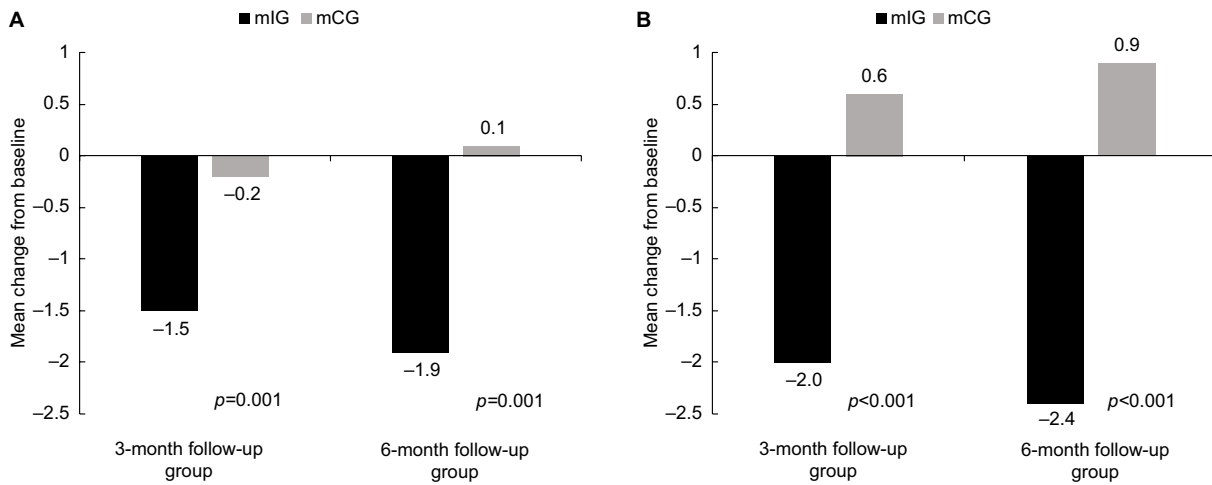 A
mIG mCG
Mean change from baseline
1
0.5
0
–0.5
–1
–1.5
–2
–2.5
–1.5
–0.2
–1.9
0.1
p=0.001
p=0.001
3-month follow-up
group
6-month follow-up
group
B
mIG mCG
Mean change from baseline
1
0.5
0
–0.5
–1
–1.5
–2
–2.5
–2.0
0.6
–2.4
0.9
p<0.001
p<0.001
3-month follow-up
group
6-month follow-up
group